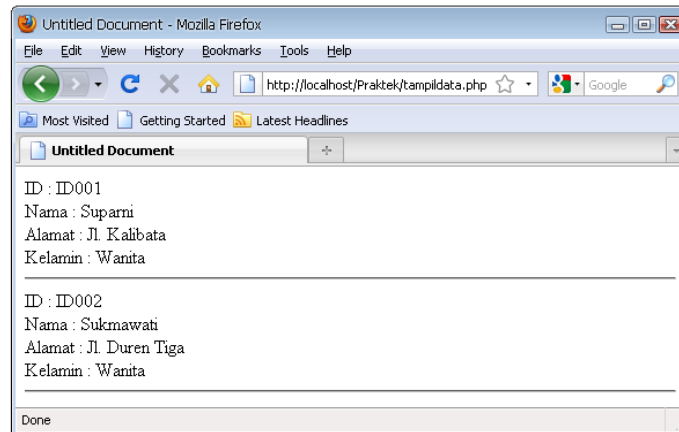 Untitled Document - Mozilla Firefox
File Edit View History Bookmarks Tools Help
http://localhost/Praktek/tampildata.php Google
Most Visited Getting Started Latest Headlines
Untitled Document
ID : ID001
Nama : Suparni
Alamat : Jl. Kalibata
Kelamin : Wanita
ID : ID002
Nama : Sukmawati
Alamat : Jl. Duren Tiga
Kelamin : Wanita
Done